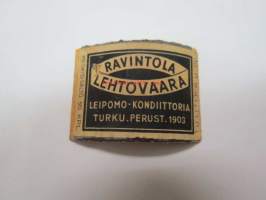 RAVINTOLA
LEHTOVAARA
LEIPOMO-KONDIITTORIA
TURKU. PERUST. 1903